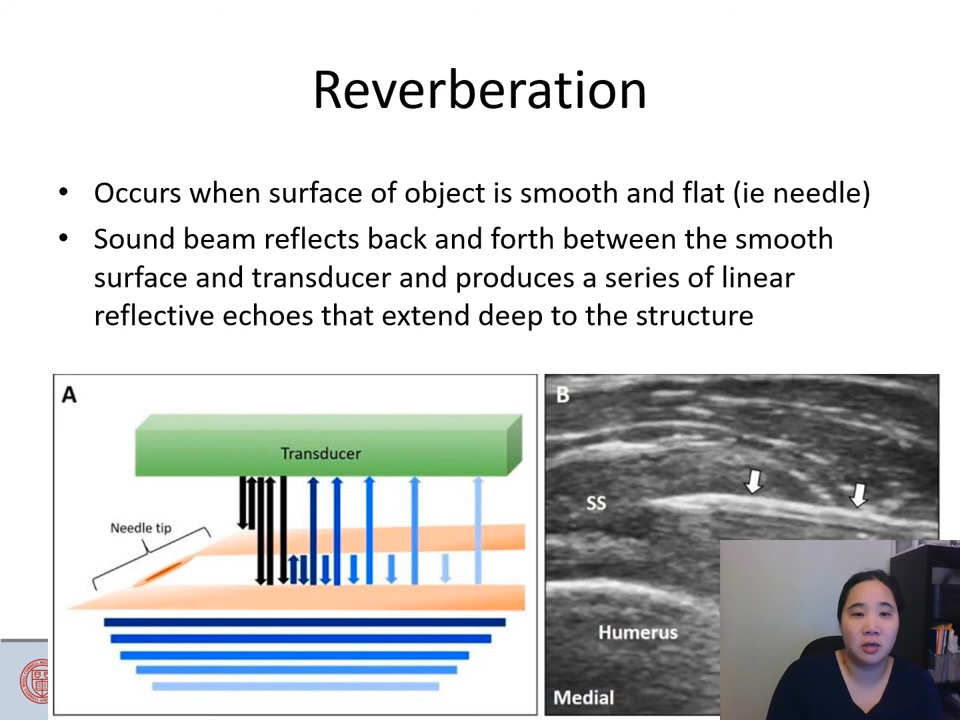 Reverberation
• Occurs when surface of object is smooth and flat (ie needle)
• Sound beam reflects back and forth between the smooth
surface and transducer and produces a series of linear
reflective echoes that extend deep to the structure
A
Transducer
Needle tip
B
SS
Humerus
Medial